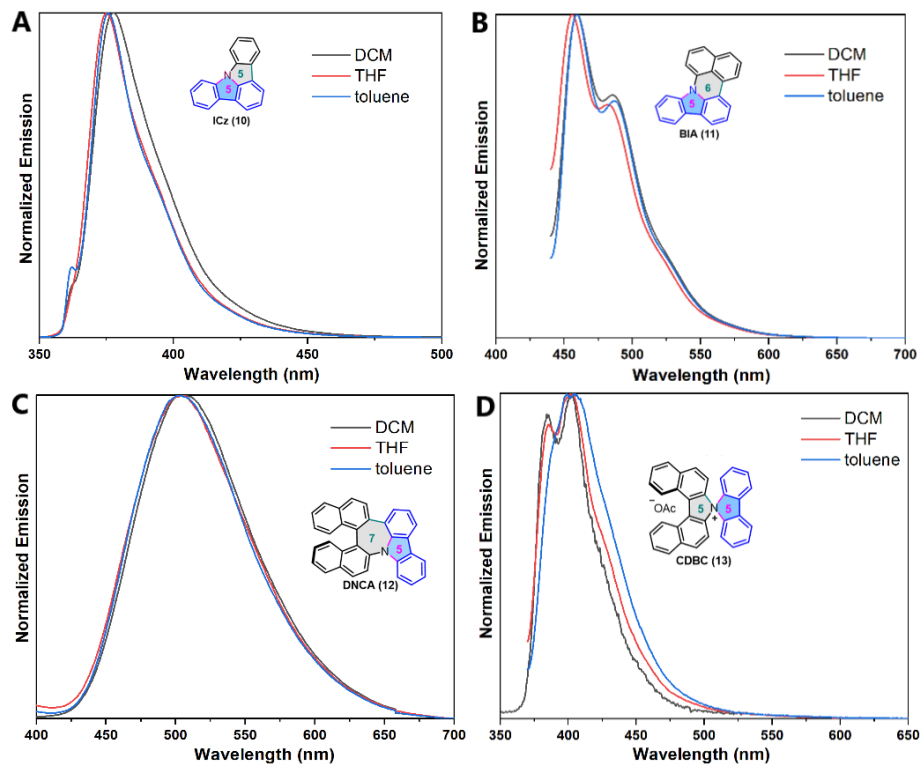 A
Normalized Emission
DCM
THF
toluene
N
5
5
ICz (10)
350
400
450
500
Wavelength (nm)
B
Normalized Emission
DCM
THF
toluene
N
6
5
BIA (11)
400
450
500
550
600
650
700
Wavelength (nm)
C
Normalized Emission
DCM
THF
toluene
7
5
N
DNCA (12)
400
450
500
550
600
650
700
Wavelength (nm)
D
Normalized Emission
DCM
THF
toluene
−OAc
5
N+
5
CDBC (13)
350
400
450
500
550
600
650
Wavelength (nm)